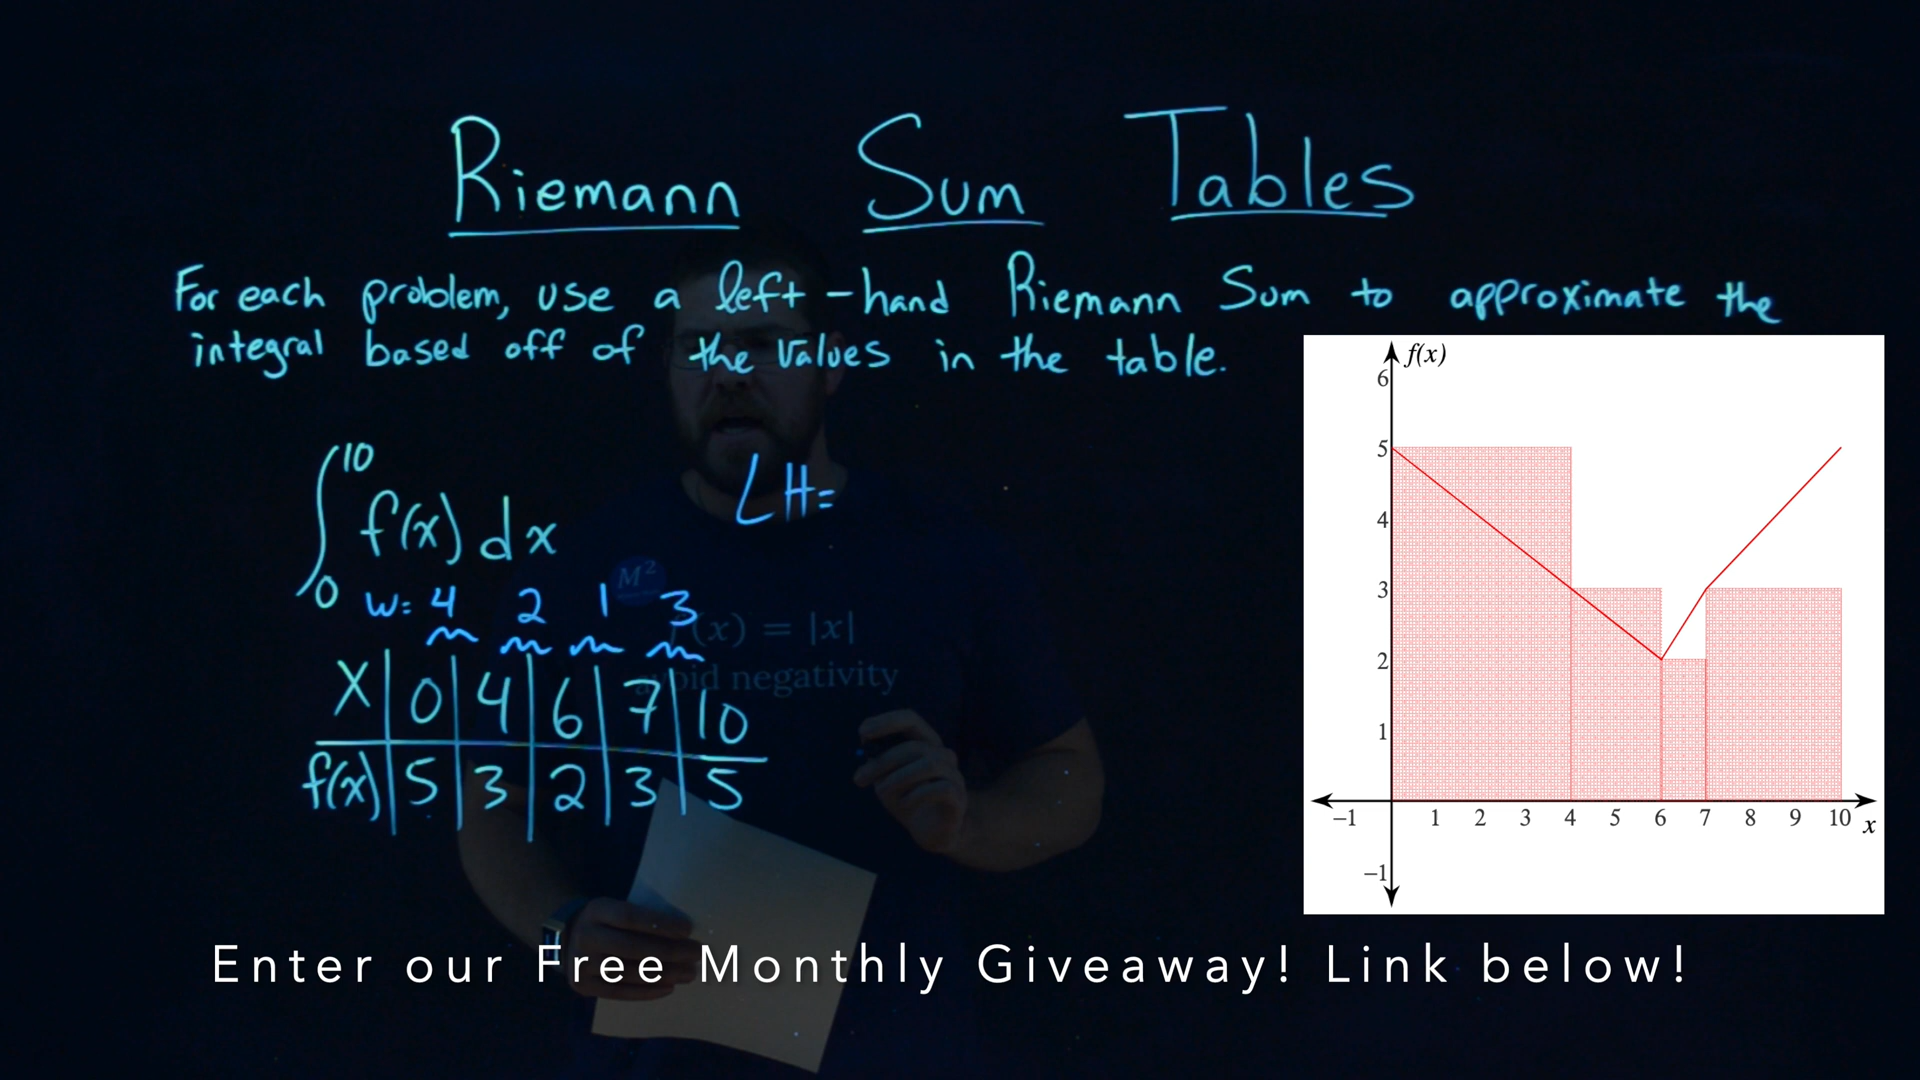 Riemann Sum Tables
For each problem, use a left-hand Riemann Sum to approximate the
integral based off of the values in the table.
∫₀¹⁰ f(x) dx
LH=
w: 4 2 1 3
X 0 4 6 7 10
f(x) 5 3 2 3 5
M²
(x) = |x|
oid negativity
f(x)
6
5
4
3
2
1
−1 1 2 3 4 5 6 7 8 9 10 x
−1
Enter our Free Monthly Giveaway! Link below!